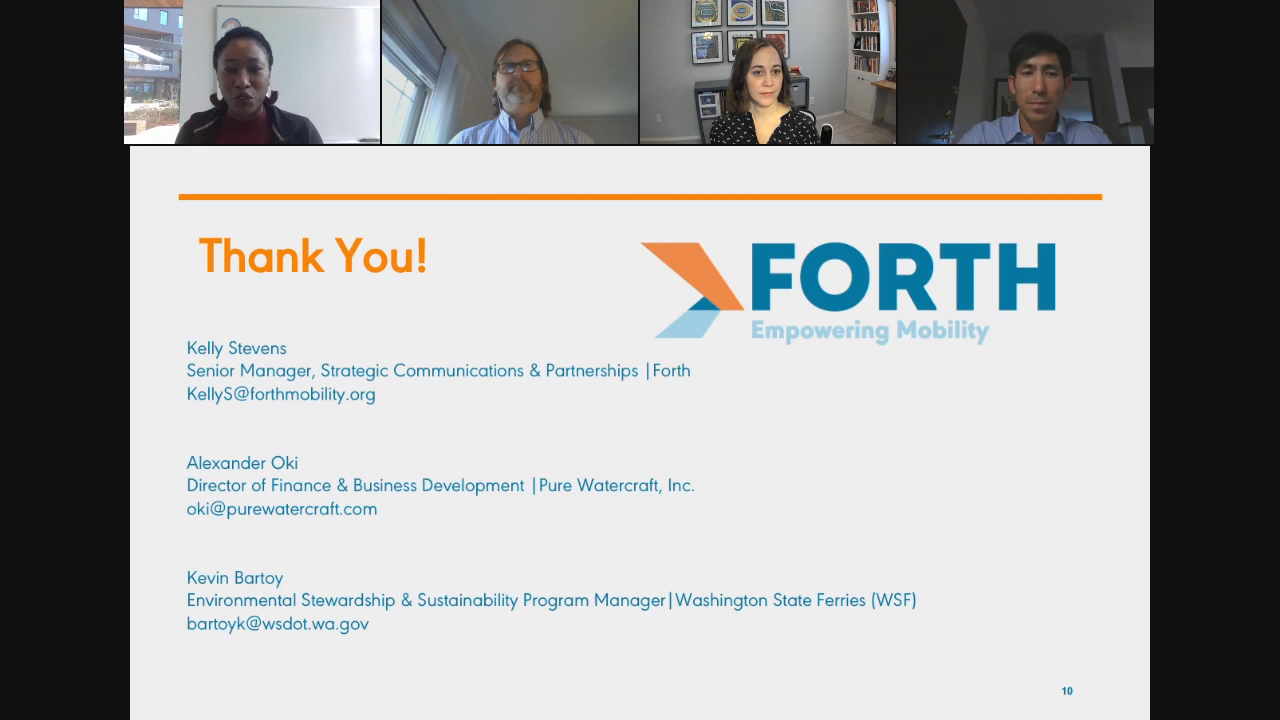 Thank You!
FORTH
Empowering Mobility
Kelly Stevens
Senior Manager, Strategic Communications & Partnerships |Forth
KellyS@forthmobility.org
Alexander Oki
Director of Finance & Business Development |Pure Watercraft, Inc.
oki@purewatercraft.com
Kevin Bartoy
Environmental Stewardship & Sustainability Program Manager|Washington State Ferries (WSF)
bartoyk@wsdot.wa.gov
10